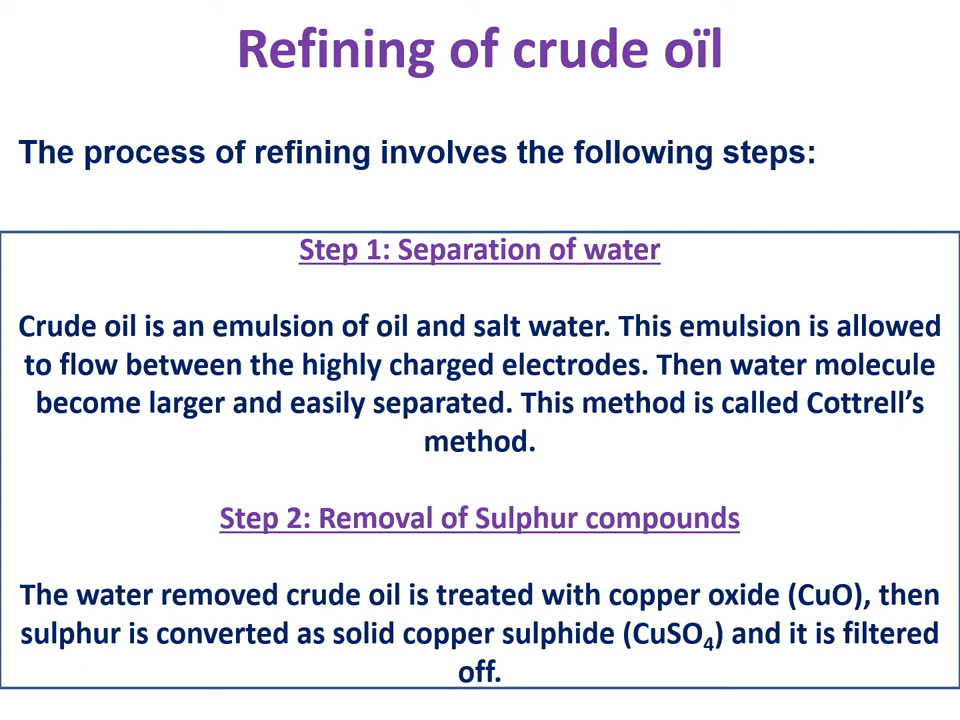 Refining of crude oïl
The process of refining involves the following steps:
Step 1: Separation of water
Crude oil is an emulsion of oil and salt water. This emulsion is allowed
to flow between the highly charged electrodes. Then water molecule
become larger and easily separated. This method is called Cottrell’s
method.
Step 2: Removal of Sulphur compounds
The water removed crude oil is treated with copper oxide (CuO), then
sulphur is converted as solid copper sulphide (CuSO₄) and it is filtered
off.